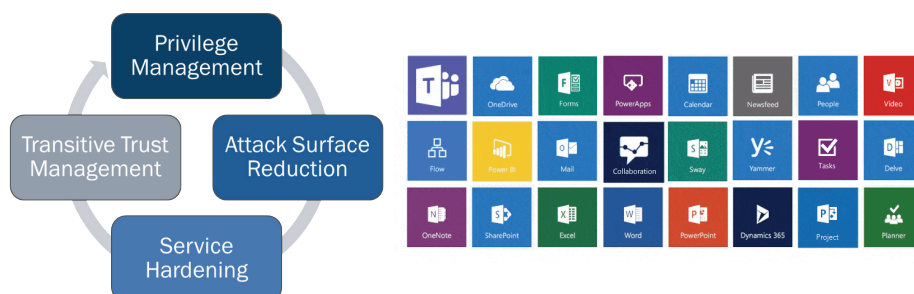 Privilege
Management
Transitive Trust
Management
Attack Surface
Reduction
Service
Hardening
T
OneDrive
F
Forms
PowerApps
Calendar
Newsfeed
People
V
Video
Flow
Power BI
o
Mail
Collaboration
S
Sway
y
Yammer
Tasks
D
Delve
N
OneNote
S
SharePoint
X
Excel
W
Word
P
PowerPoint
Dynamics 365
P
Project
Planner